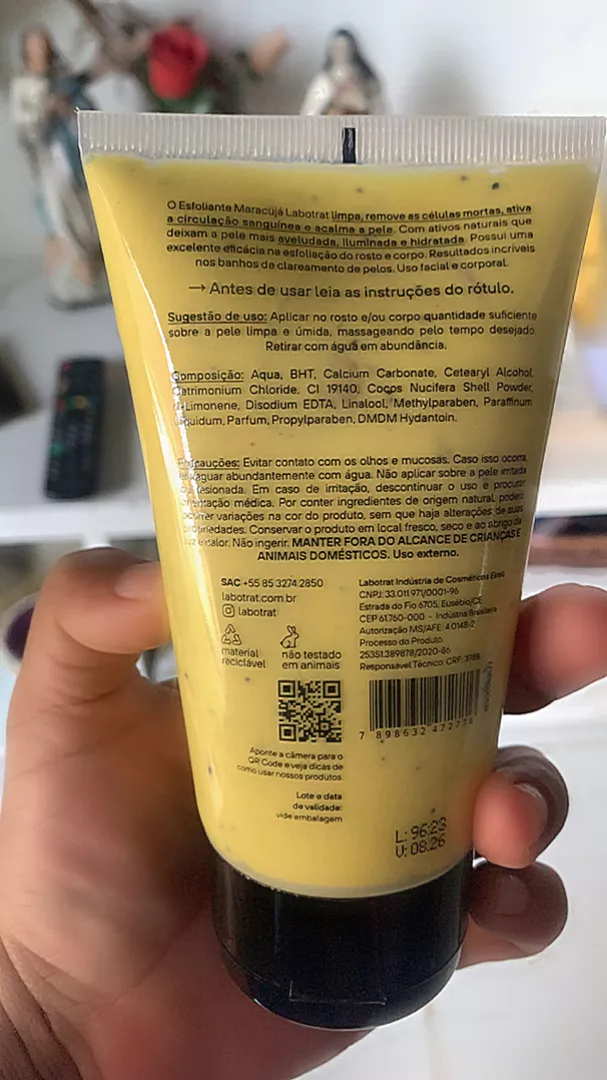 O Esfoliante Maracujá Labotrat limpa, remove as células mortas, ativa
a circulação sanguínea e acalma a pele. Com ativos naturais que
deixam a pele mais aveludada, iluminada e hidratada. Possui uma
excelente eficácia na esfoliação do rosto e corpo. Resultados incríveis
nos banhos de clareamento de pelos. Uso facial e corporal.
→ Antes de usar leia as instruções do rótulo.
Sugestão de uso: Aplicar no rosto e/ou corpo quantidade suficiente
sobre a pele limpa e úmida, massageando pelo tempo desejado.
Retirar com água em abundância.
Composição: Aqua, BHT, Calcium Carbonate, Cetearyl Alcohol,
Cetrimonium Chloride, CI 19140, Cocos Nucifera Shell Powder,
d-Limonene, Disodium EDTA, Linalool, Methylparaben, Paraffinum
Liquidum, Parfum, Propylparaben, DMDM Hydantoin.
Precauções: Evitar contato com os olhos e mucosas. Caso isso ocorra,
enxaguar abundantemente com água. Não aplicar sobre a pele irritada
ou lesionada. Em caso de irritação, descontinuar o uso e procurar
orientação médica. Por conter ingredientes de origem natural poderá
ocorrer variações na cor do produto, sem que haja alterações de suas
propriedades. Conservar o produto em local fresco, seco e ao abrigo da
luz e calor. Não ingerir. MANTER FORA DO ALCANCE DE CRIANÇAS E
ANIMAIS DOMÉSTICOS. Uso externo.
SAC +55 85 3274 2850
labotrat.com.br
labotrat
material
reciclável
não testado
em animais
Aponte a câmera para o
QR Code e veja dicas de
como usar nossos produtos
Lote e data
de validade:
vide embalagem
Labotrat Indústria de Cosméticos Eireli
CNPJ: 33.011.971/0001-96
Estrada do Fio 6705, Eusébio/CE
CEP 61.760-000 - Indústria Brasileira
Autorização MS/AFE: 4.0148-2
Processo do Produto
25351.389878/2020-86
Responsável Técnico: CRF: 3788
7 898632 472776
L: 96:23
V: 08.26